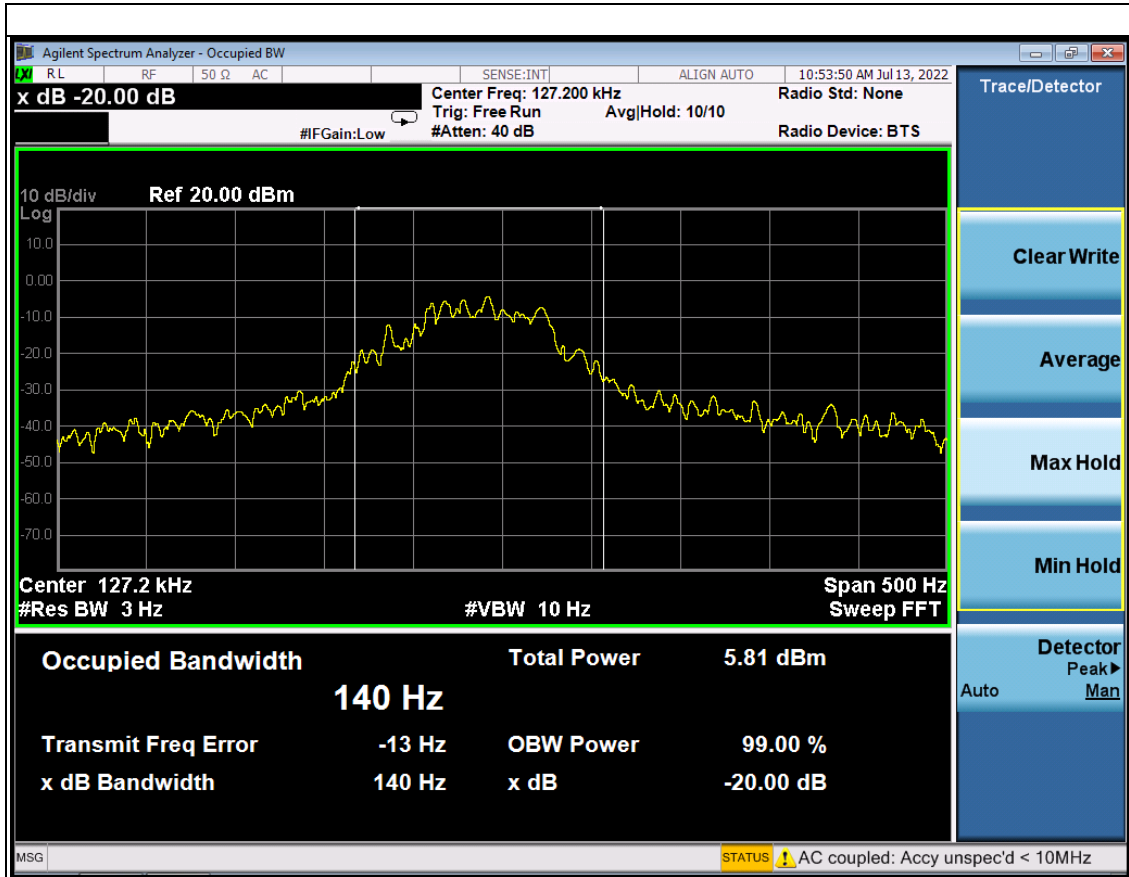 Agilent Spectrum Analyzer - Occupied BW
LXI RL RF 50 Ω AC SENSE:INT ALIGN AUTO 10:53:50 AM Jul 13, 2022
x dB -20.00 dB Center Freq: 127.200 kHz Radio Std: None
Trig: Free Run Avg|Hold: 10/10
#IFGain:Low #Atten: 40 dB Radio Device: BTS
10 dB/div Ref 20.00 dBm
Log
10.0
0.00
-10.0
-20.0
-30.0
-40.0
-50.0
-60.0
-70.0
Center 127.2 kHz Span 500 Hz
#Res BW 3 Hz #VBW 10 Hz Sweep FFT
Occupied Bandwidth Total Power 5.81 dBm
140 Hz
Transmit Freq Error -13 Hz OBW Power 99.00 %
x dB Bandwidth 140 Hz x dB -20.00 dB
Trace/Detector
Clear Write
Average
Max Hold
Min Hold
Detector
Peak▶
Auto Man
MSG STATUS AC coupled: Accy unspec'd < 10MHz